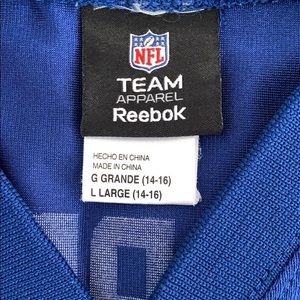 NFL
TEAM
APPAREL
Reebok
HECHO EN CHINA
MADE IN CHINA
G GRANDE (14-16)
L LARGE (14-16)